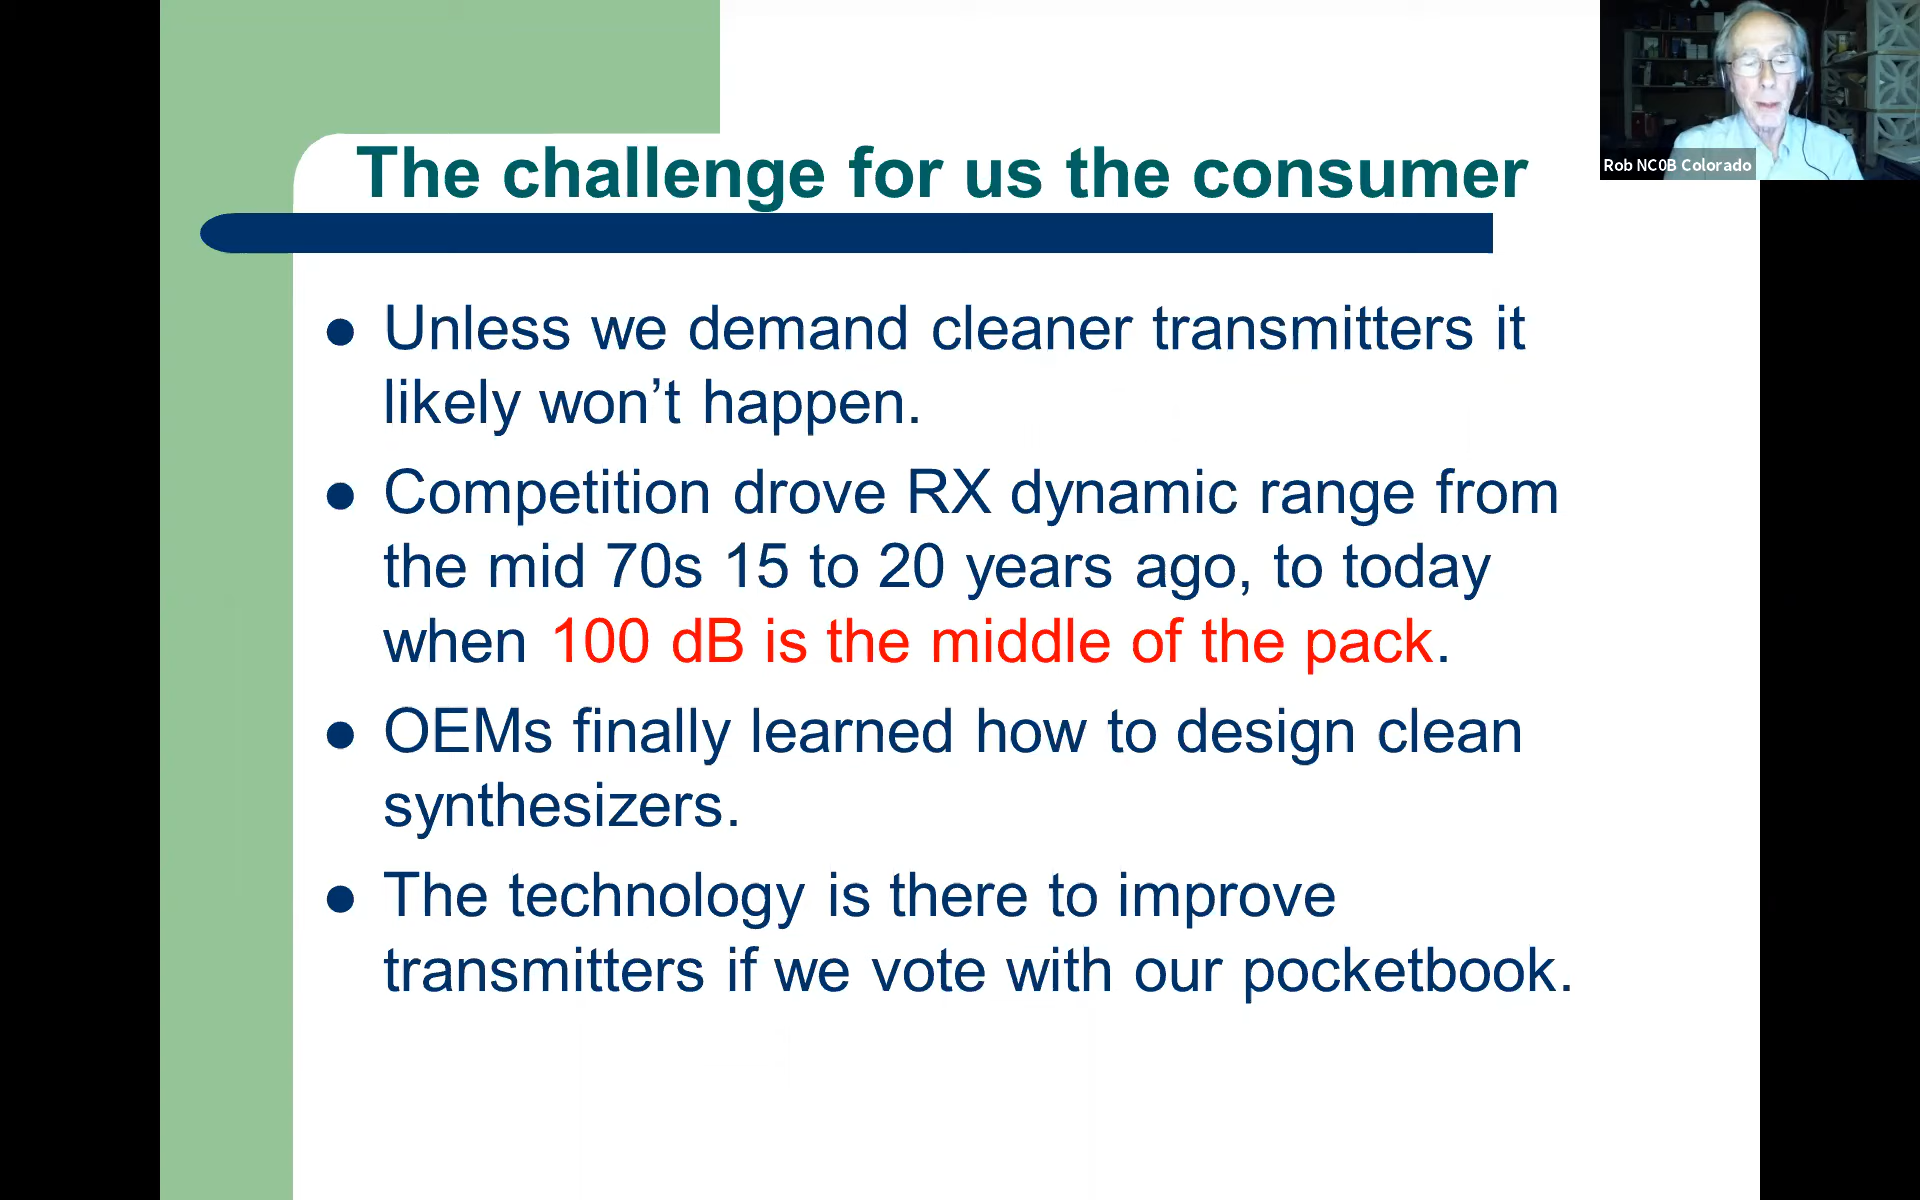 Rob NC0B Colorado
The challenge for us the consumer
Unless we demand cleaner transmitters it
likely won’t happen.
Competition drove RX dynamic range from
the mid 70s 15 to 20 years ago, to today
when 100 dB is the middle of the pack.
OEMs finally learned how to design clean
synthesizers.
The technology is there to improve
transmitters if we vote with our pocketbook.